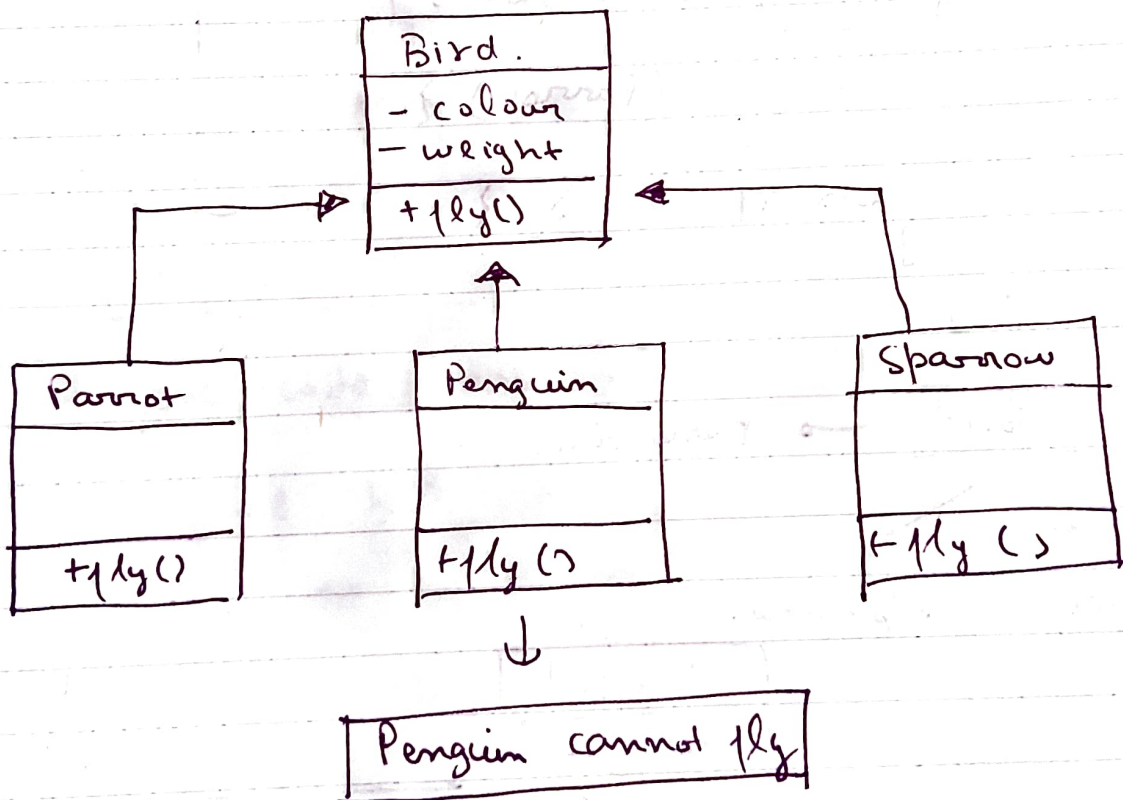 Bird.
- colour
- weight
+fly()
Parrot
+fly()
Penguin
+fly()
Sparrow
+fly()
Penguin cannot fly